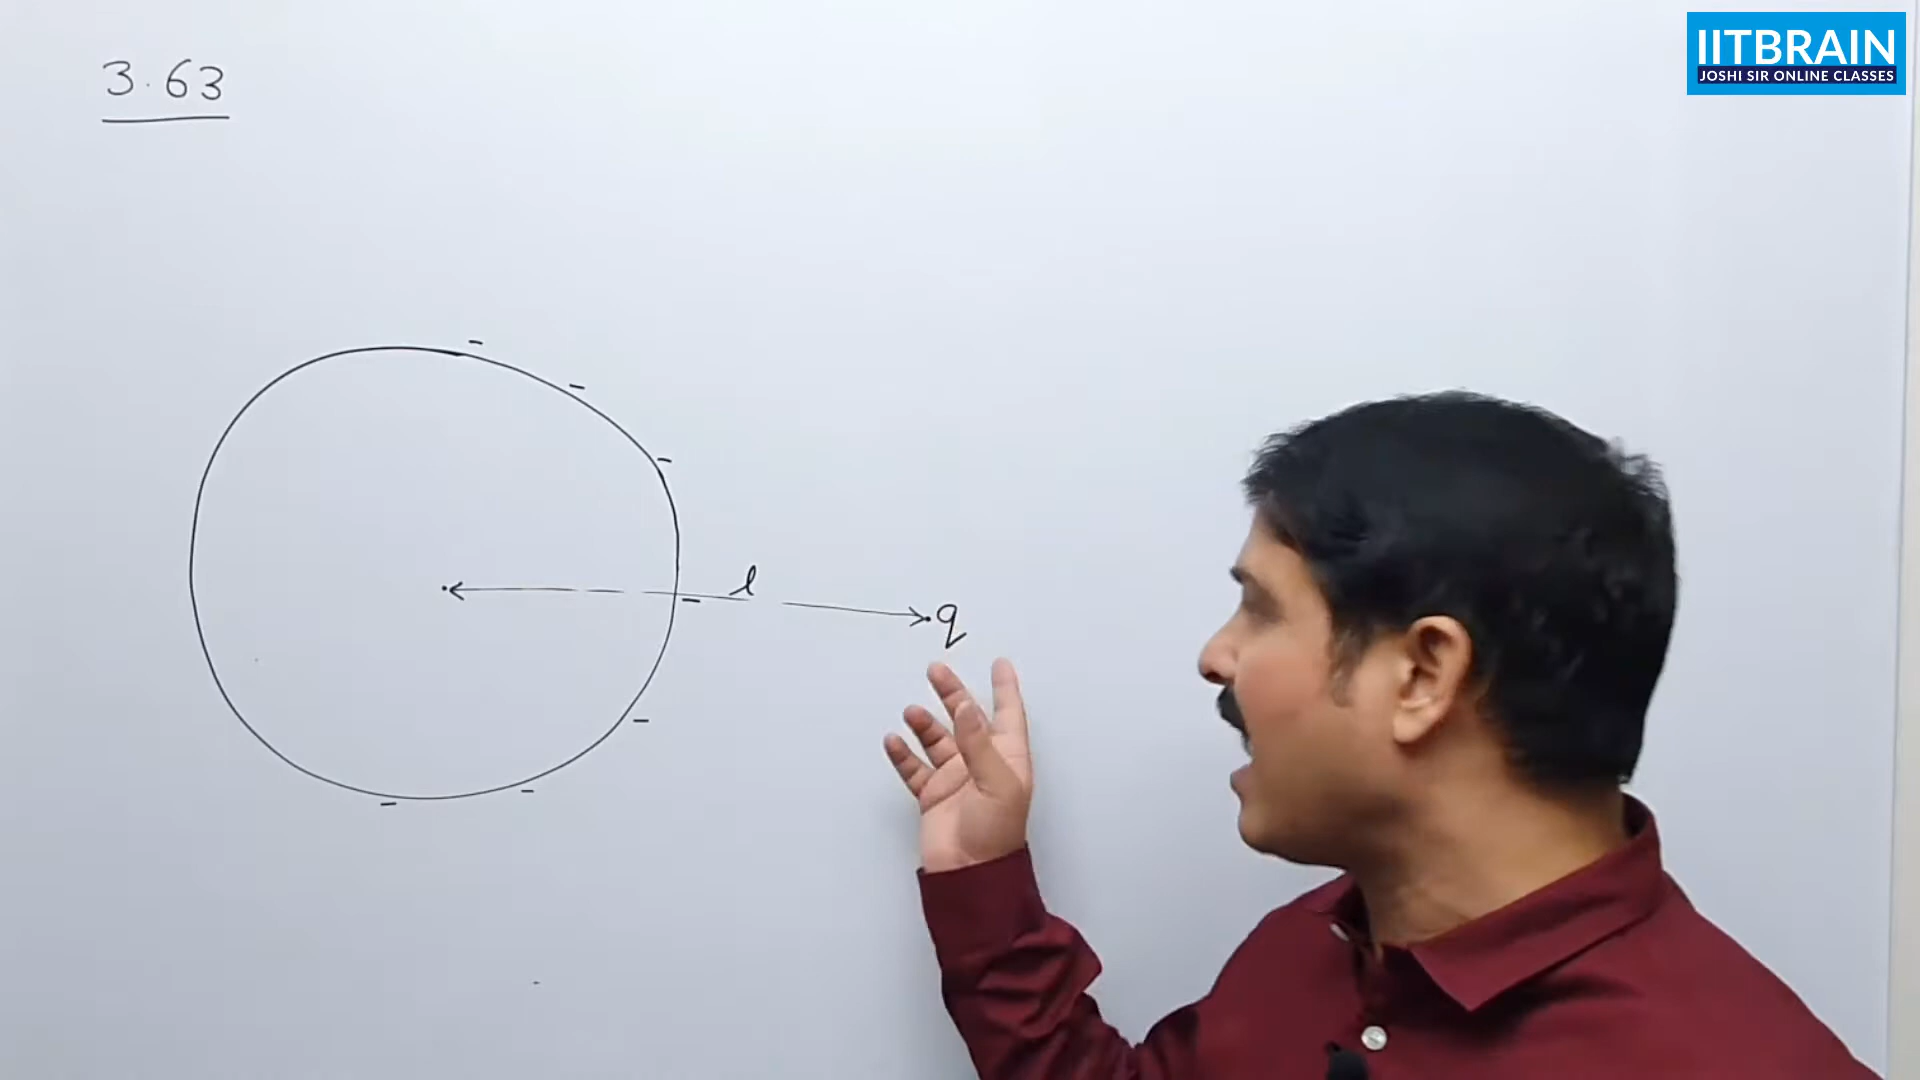 IITBRAIN
JOSHI SIR ONLINE CLASSES
3.63
l
q